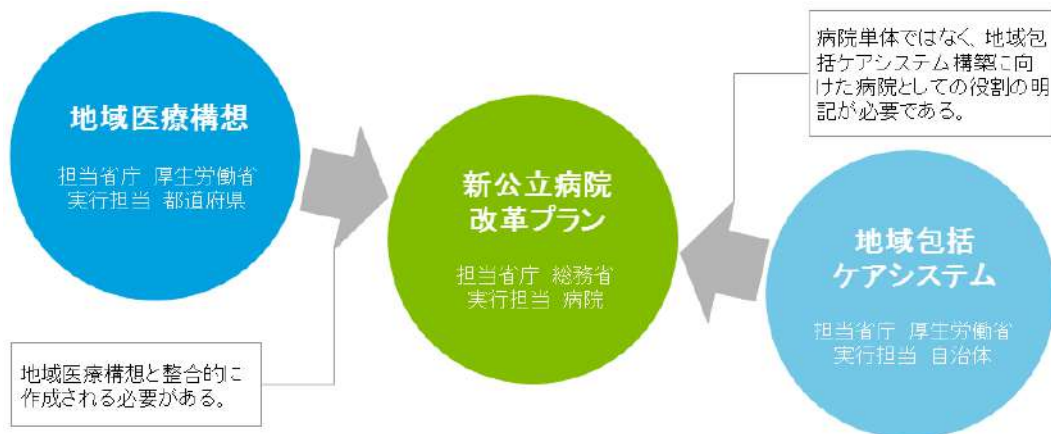 地域医療構想
担当省庁 厚生労働省
実行担当 都道府県
地域医療構想と整合的に
作成される必要がある。
新公立病院
改革プラン
担当省庁 総務省
実行担当 病院
病院単体ではなく、地域包
括ケアシステム構築に向
けた病院としての役割の明
記が必要である。
地域包括
ケアシステム
担当省庁 厚生労働省
実行担当 自治体